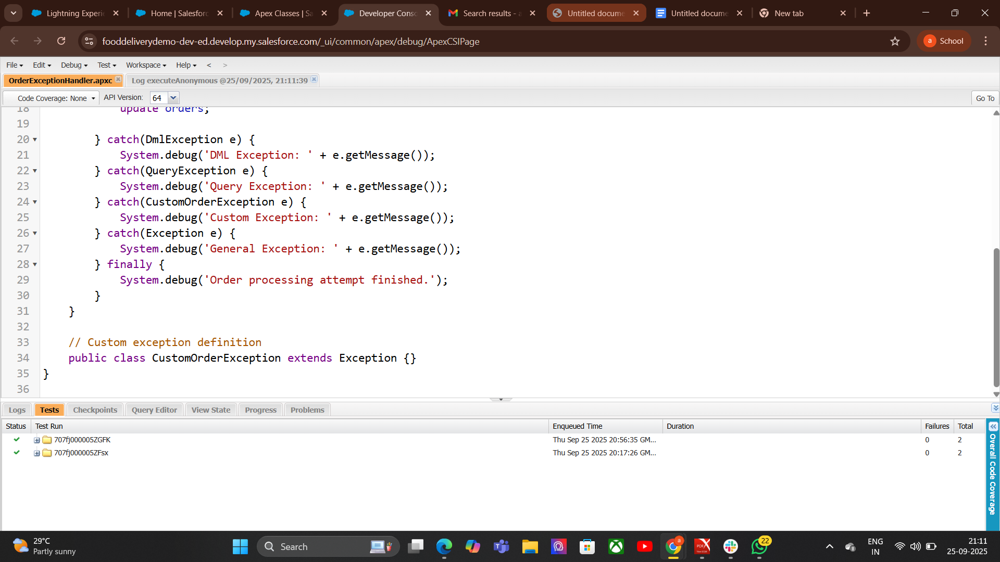 Lightning Experie
Home | Salesforc
Apex Classes | Sa
Developer Conso
Search results - a
Untitled docume
Untitled docume
New tab
fooddeliverydemo-dev-ed.develop.my.salesforce.com/_ui/common/apex/debug/ApexCSIPage
a School
File Edit Debug Test Workspace Help < >
OrderExceptionHandler.apxc
Log executeAnonymous @25/09/2025, 21:11:39
Code Coverage: None API Version: 64 Go To
18 update orders;
19
20 } catch(DmlException e) {
21 System.debug('DML Exception: ' + e.getMessage());
22 } catch(QueryException e) {
23 System.debug('Query Exception: ' + e.getMessage());
24 } catch(CustomOrderException e) {
25 System.debug('Custom Exception: ' + e.getMessage());
26 } catch(Exception e) {
27 System.debug('General Exception: ' + e.getMessage());
28 } finally {
29 System.debug('Order processing attempt finished.');
30 }
31 }
32
33 // Custom exception definition
34 public class CustomOrderException extends Exception {}
35 }
36
Logs Tests Checkpoints Query Editor View State Progress Problems
Status Test Run Enqueued Time Duration Failures Total
707fj000005ZGFK Thu Sep 25 2025 20:56:35 GM... 0 2
707fj000005ZFsx Thu Sep 25 2025 20:17:26 GM... 0 2
Overall Code Coverage
29°C
Partly sunny
Search
a
PDF
22
ENG
IN
21:11
25-09-2025